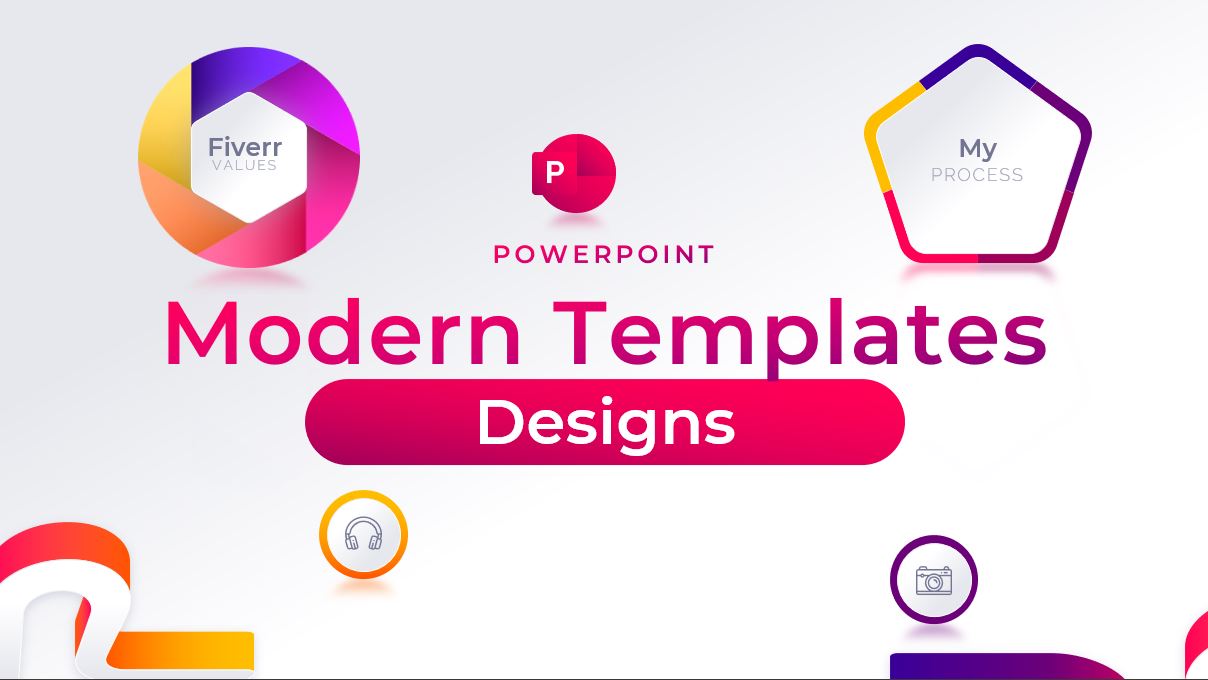 Fiverr
VALUES
My
PROCESS
P
POWERPOINT
Modern Templates
Designs